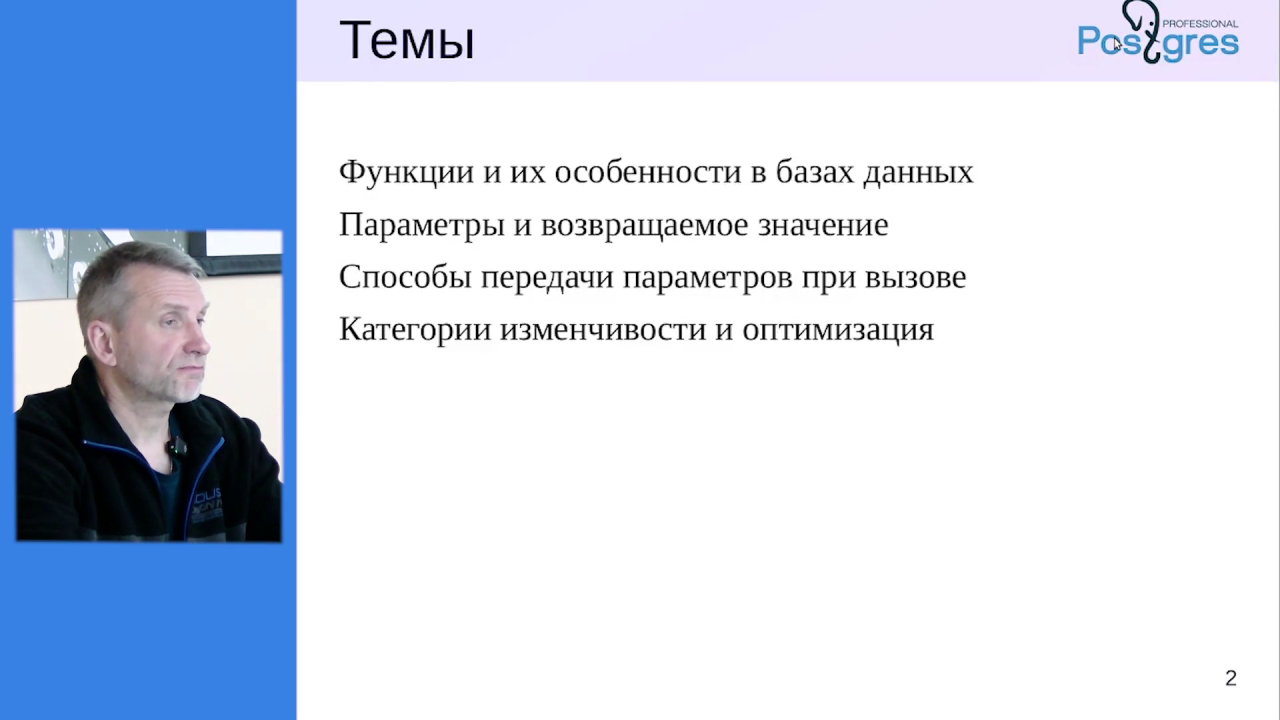 Темы
PROFESSIONAL
Postgres
Функции и их особенности в базах данных
Параметры и возвращаемое значение
Способы передачи параметров при вызове
Категории изменчивости и оптимизация
2